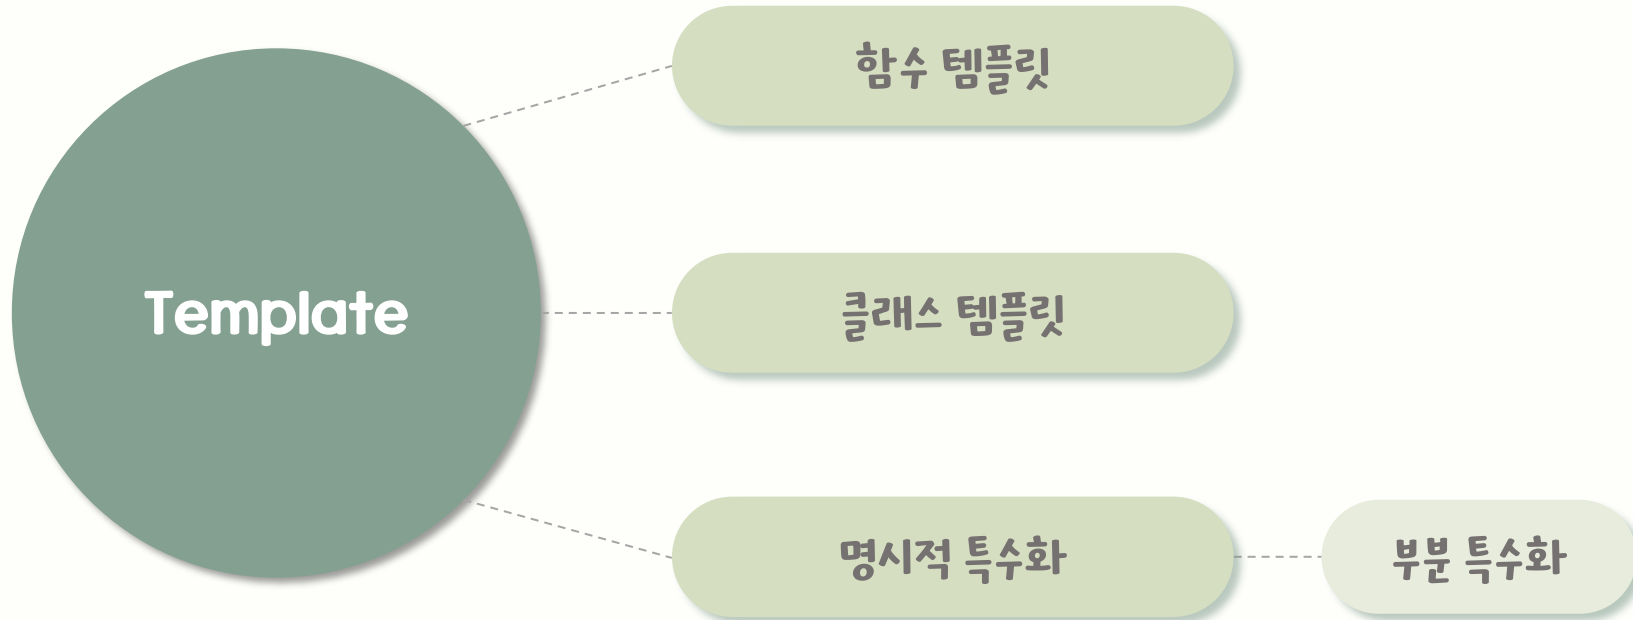 Template
함수 템플릿
클래스 템플릿
명시적 특수화
부분 특수화